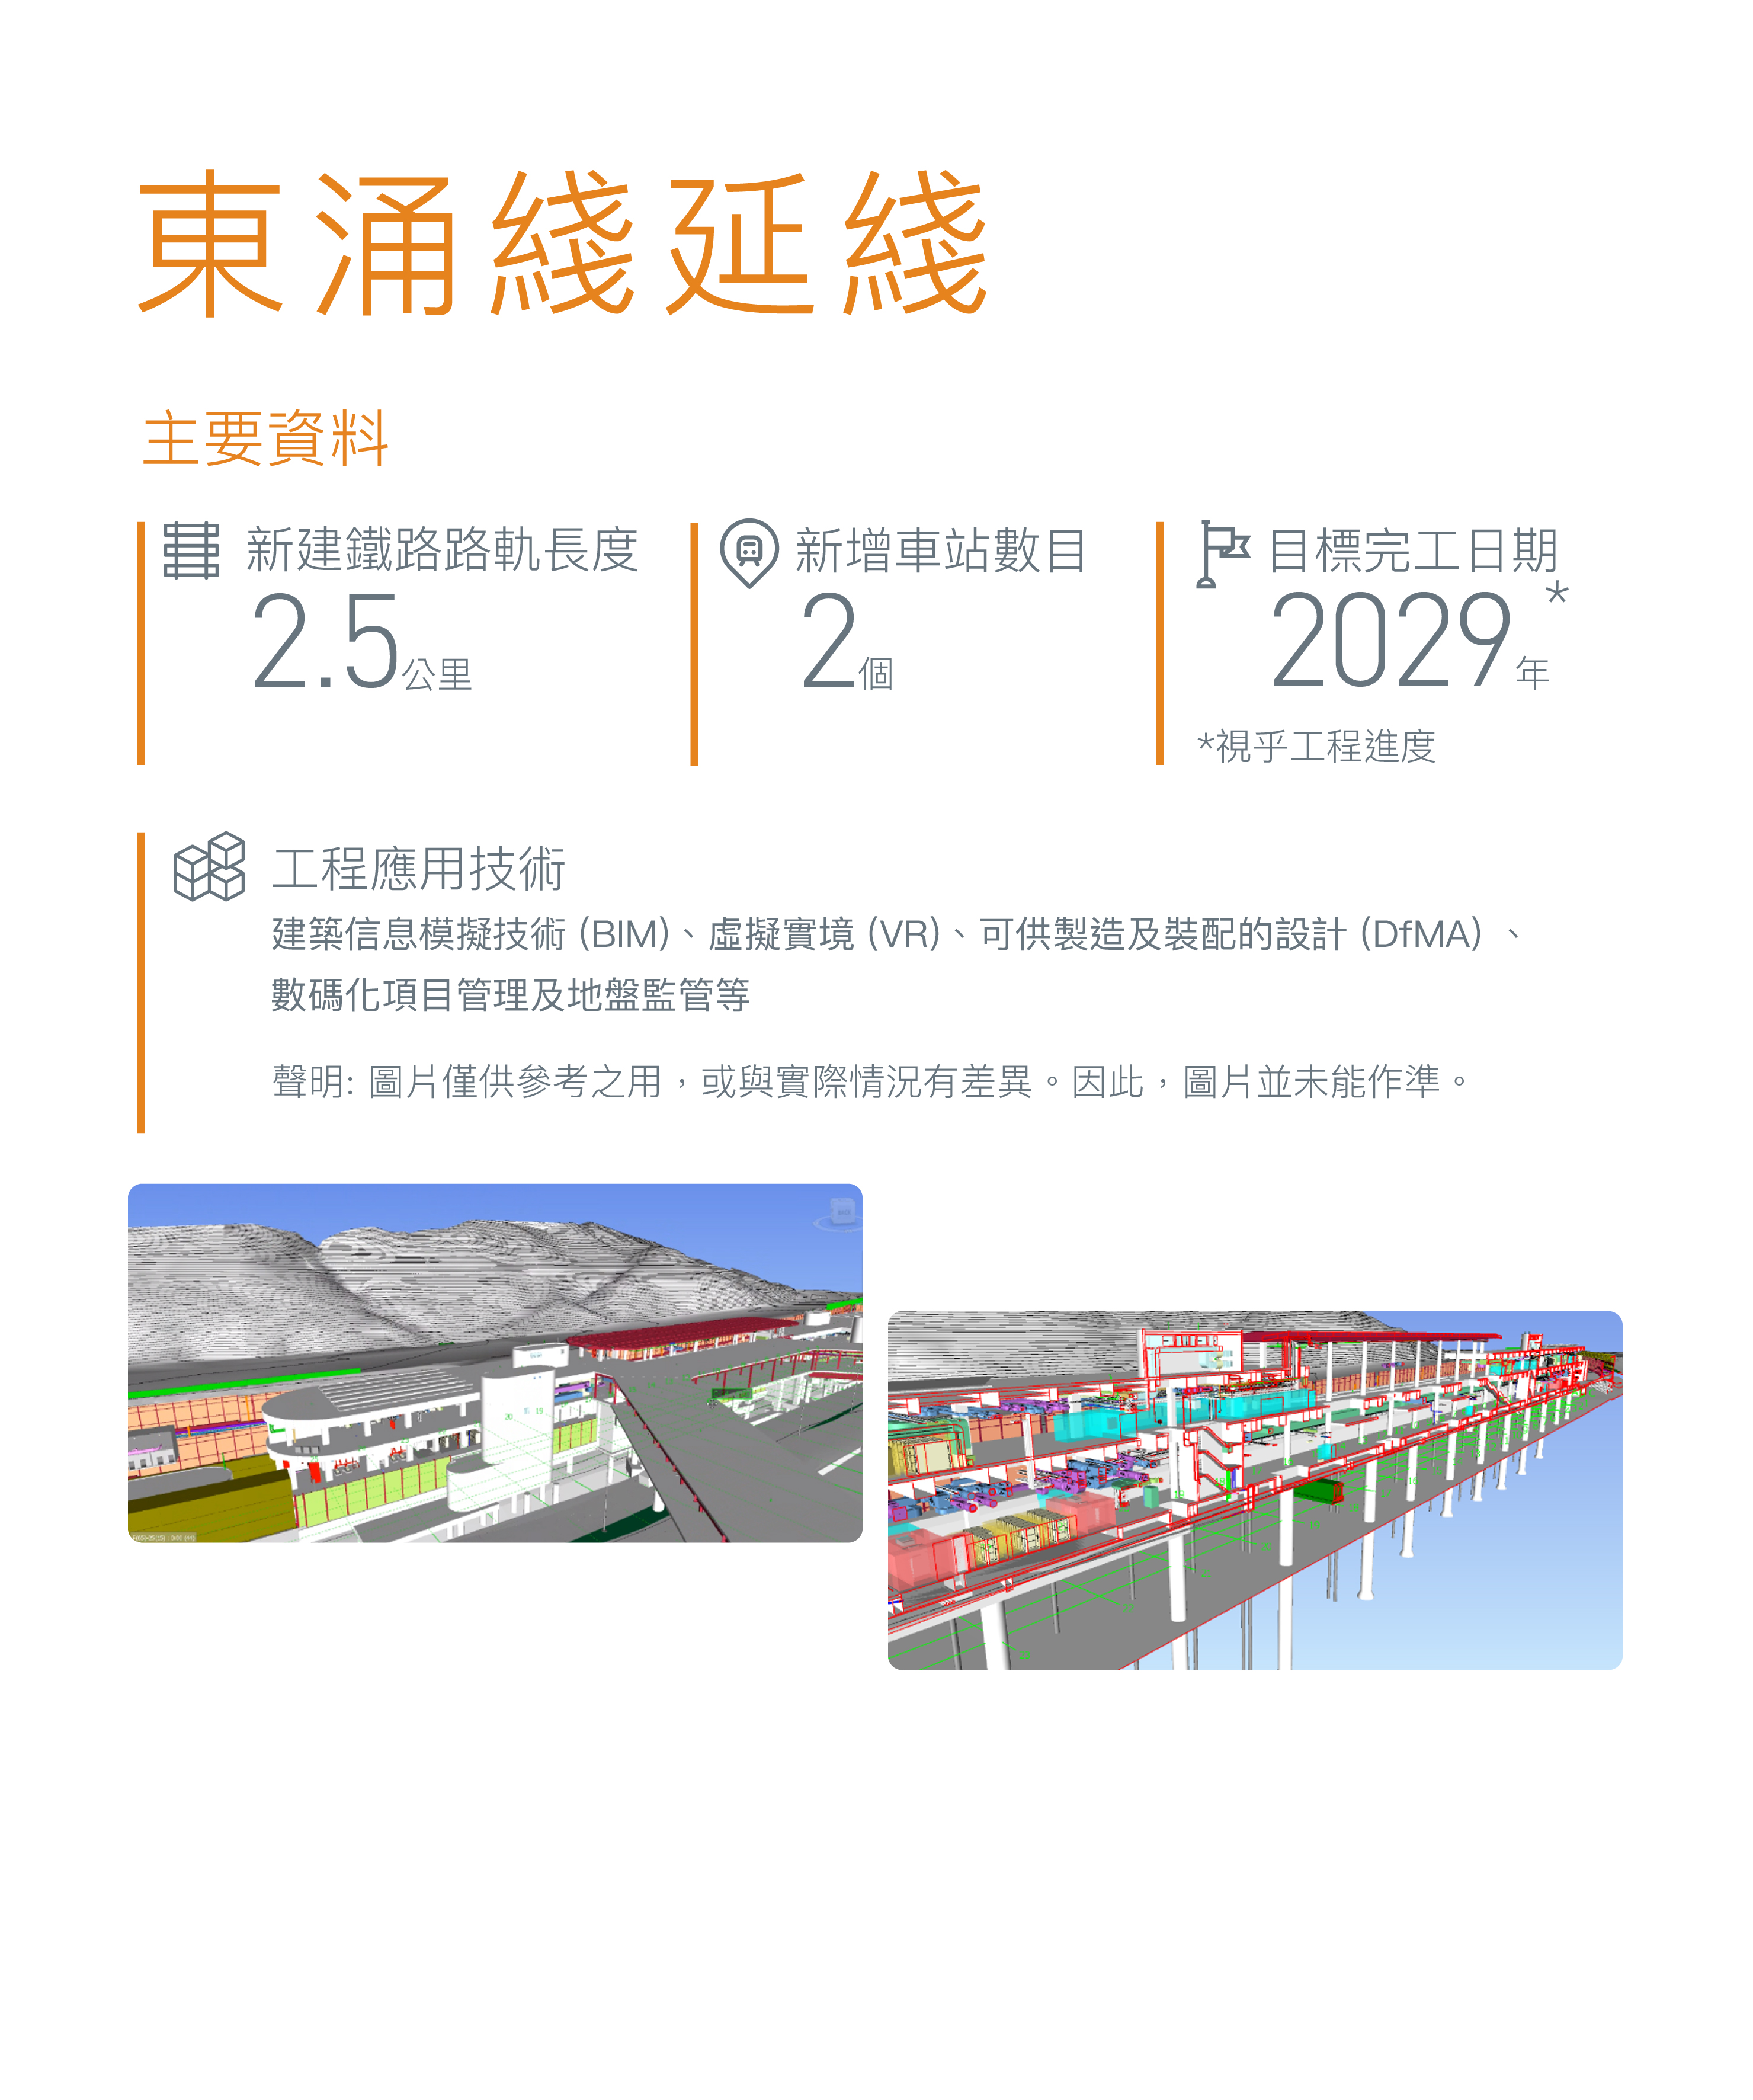 東涌綫延綫
主要資料
新建鐵路路軌長度
2.5公里
新增車站數目
2個
目標完工日期
2029年*
*視乎工程進度
工程應用技術
建築信息模擬技術 (BIM)、虛擬實境 (VR)、可供製造及裝配的設計 (DfMA) 、
數碼化項目管理及地盤監管等
聲明: 圖片僅供參考之用，或與實際情況有差異。因此，圖片並未能作準。